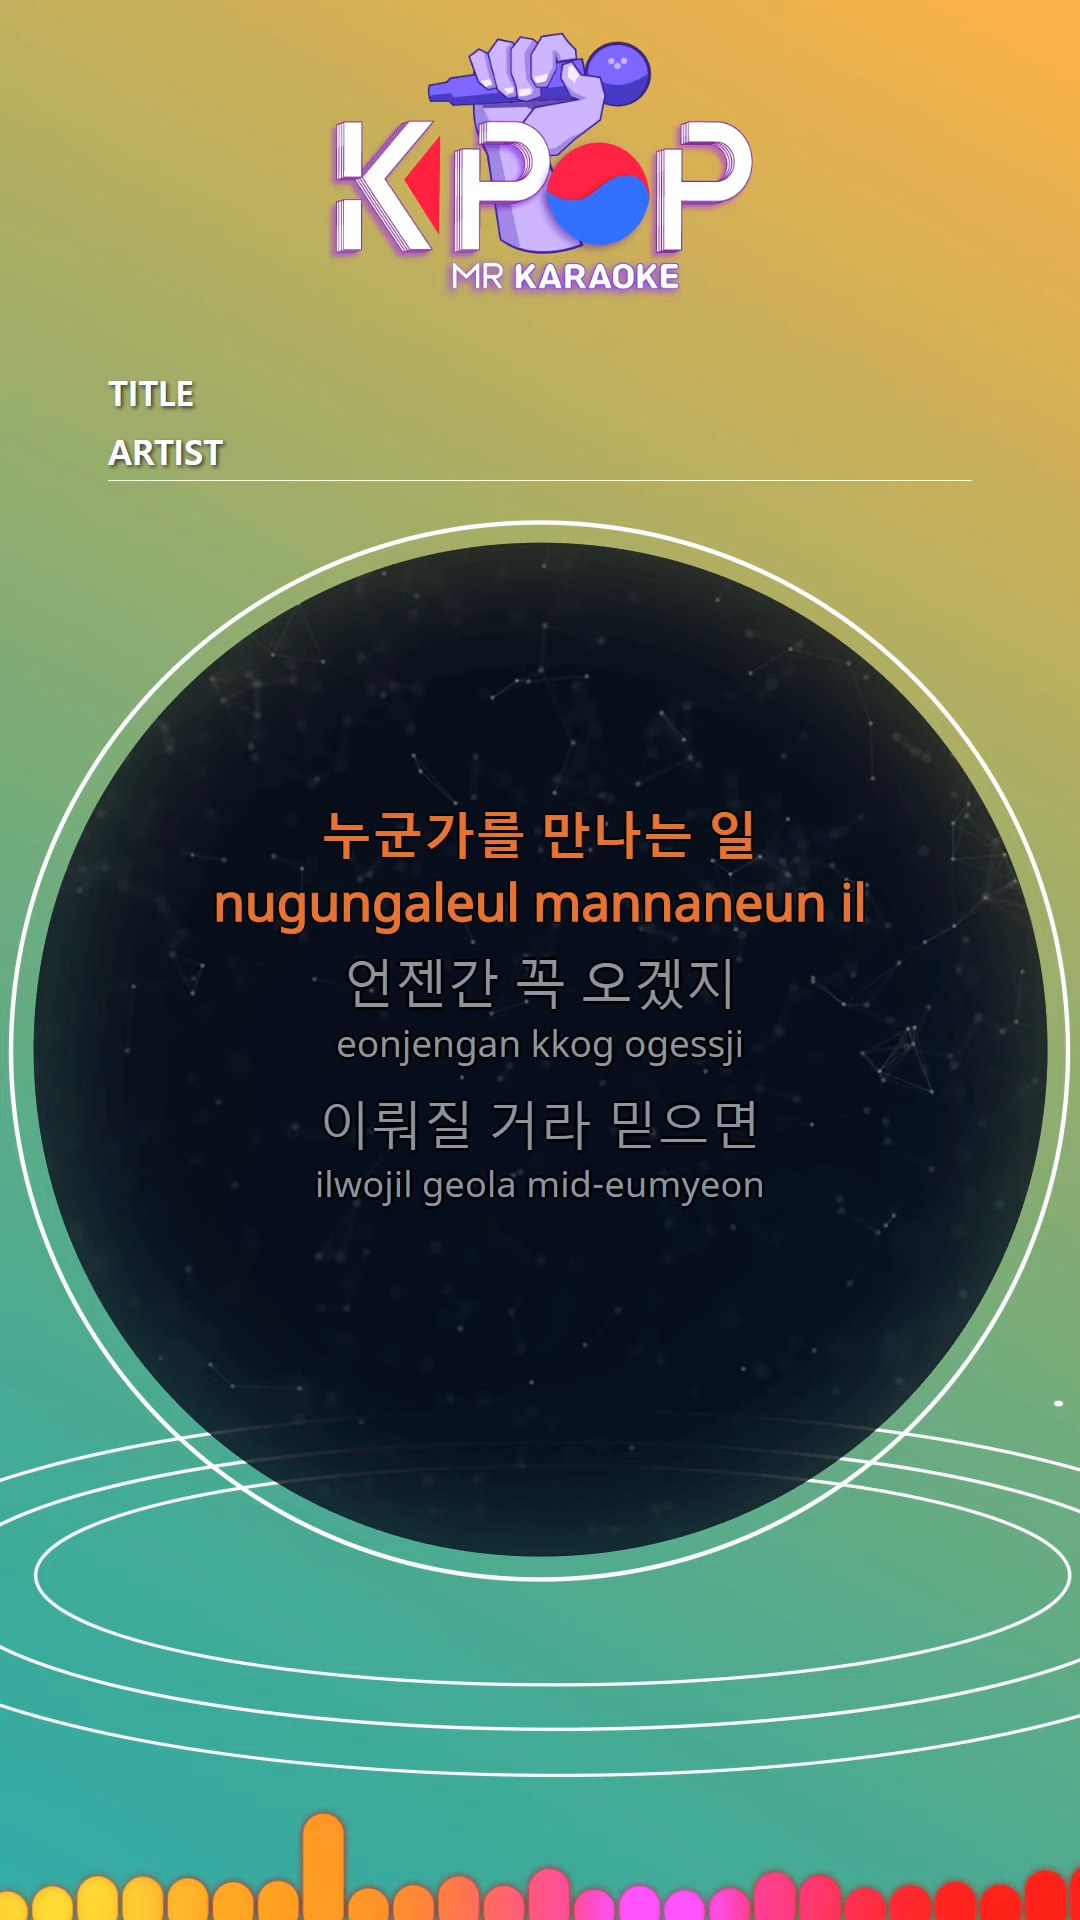 KPOP
MR KARAOKE
TITLE
ARTIST
누군가를 만나는 일
nugungaleul mannaneun il
언젠간 꼭 오겠지
eonjengan kkog ogessji
이뤄질 거라 믿으면
ilwojil geola mid-eumyeon